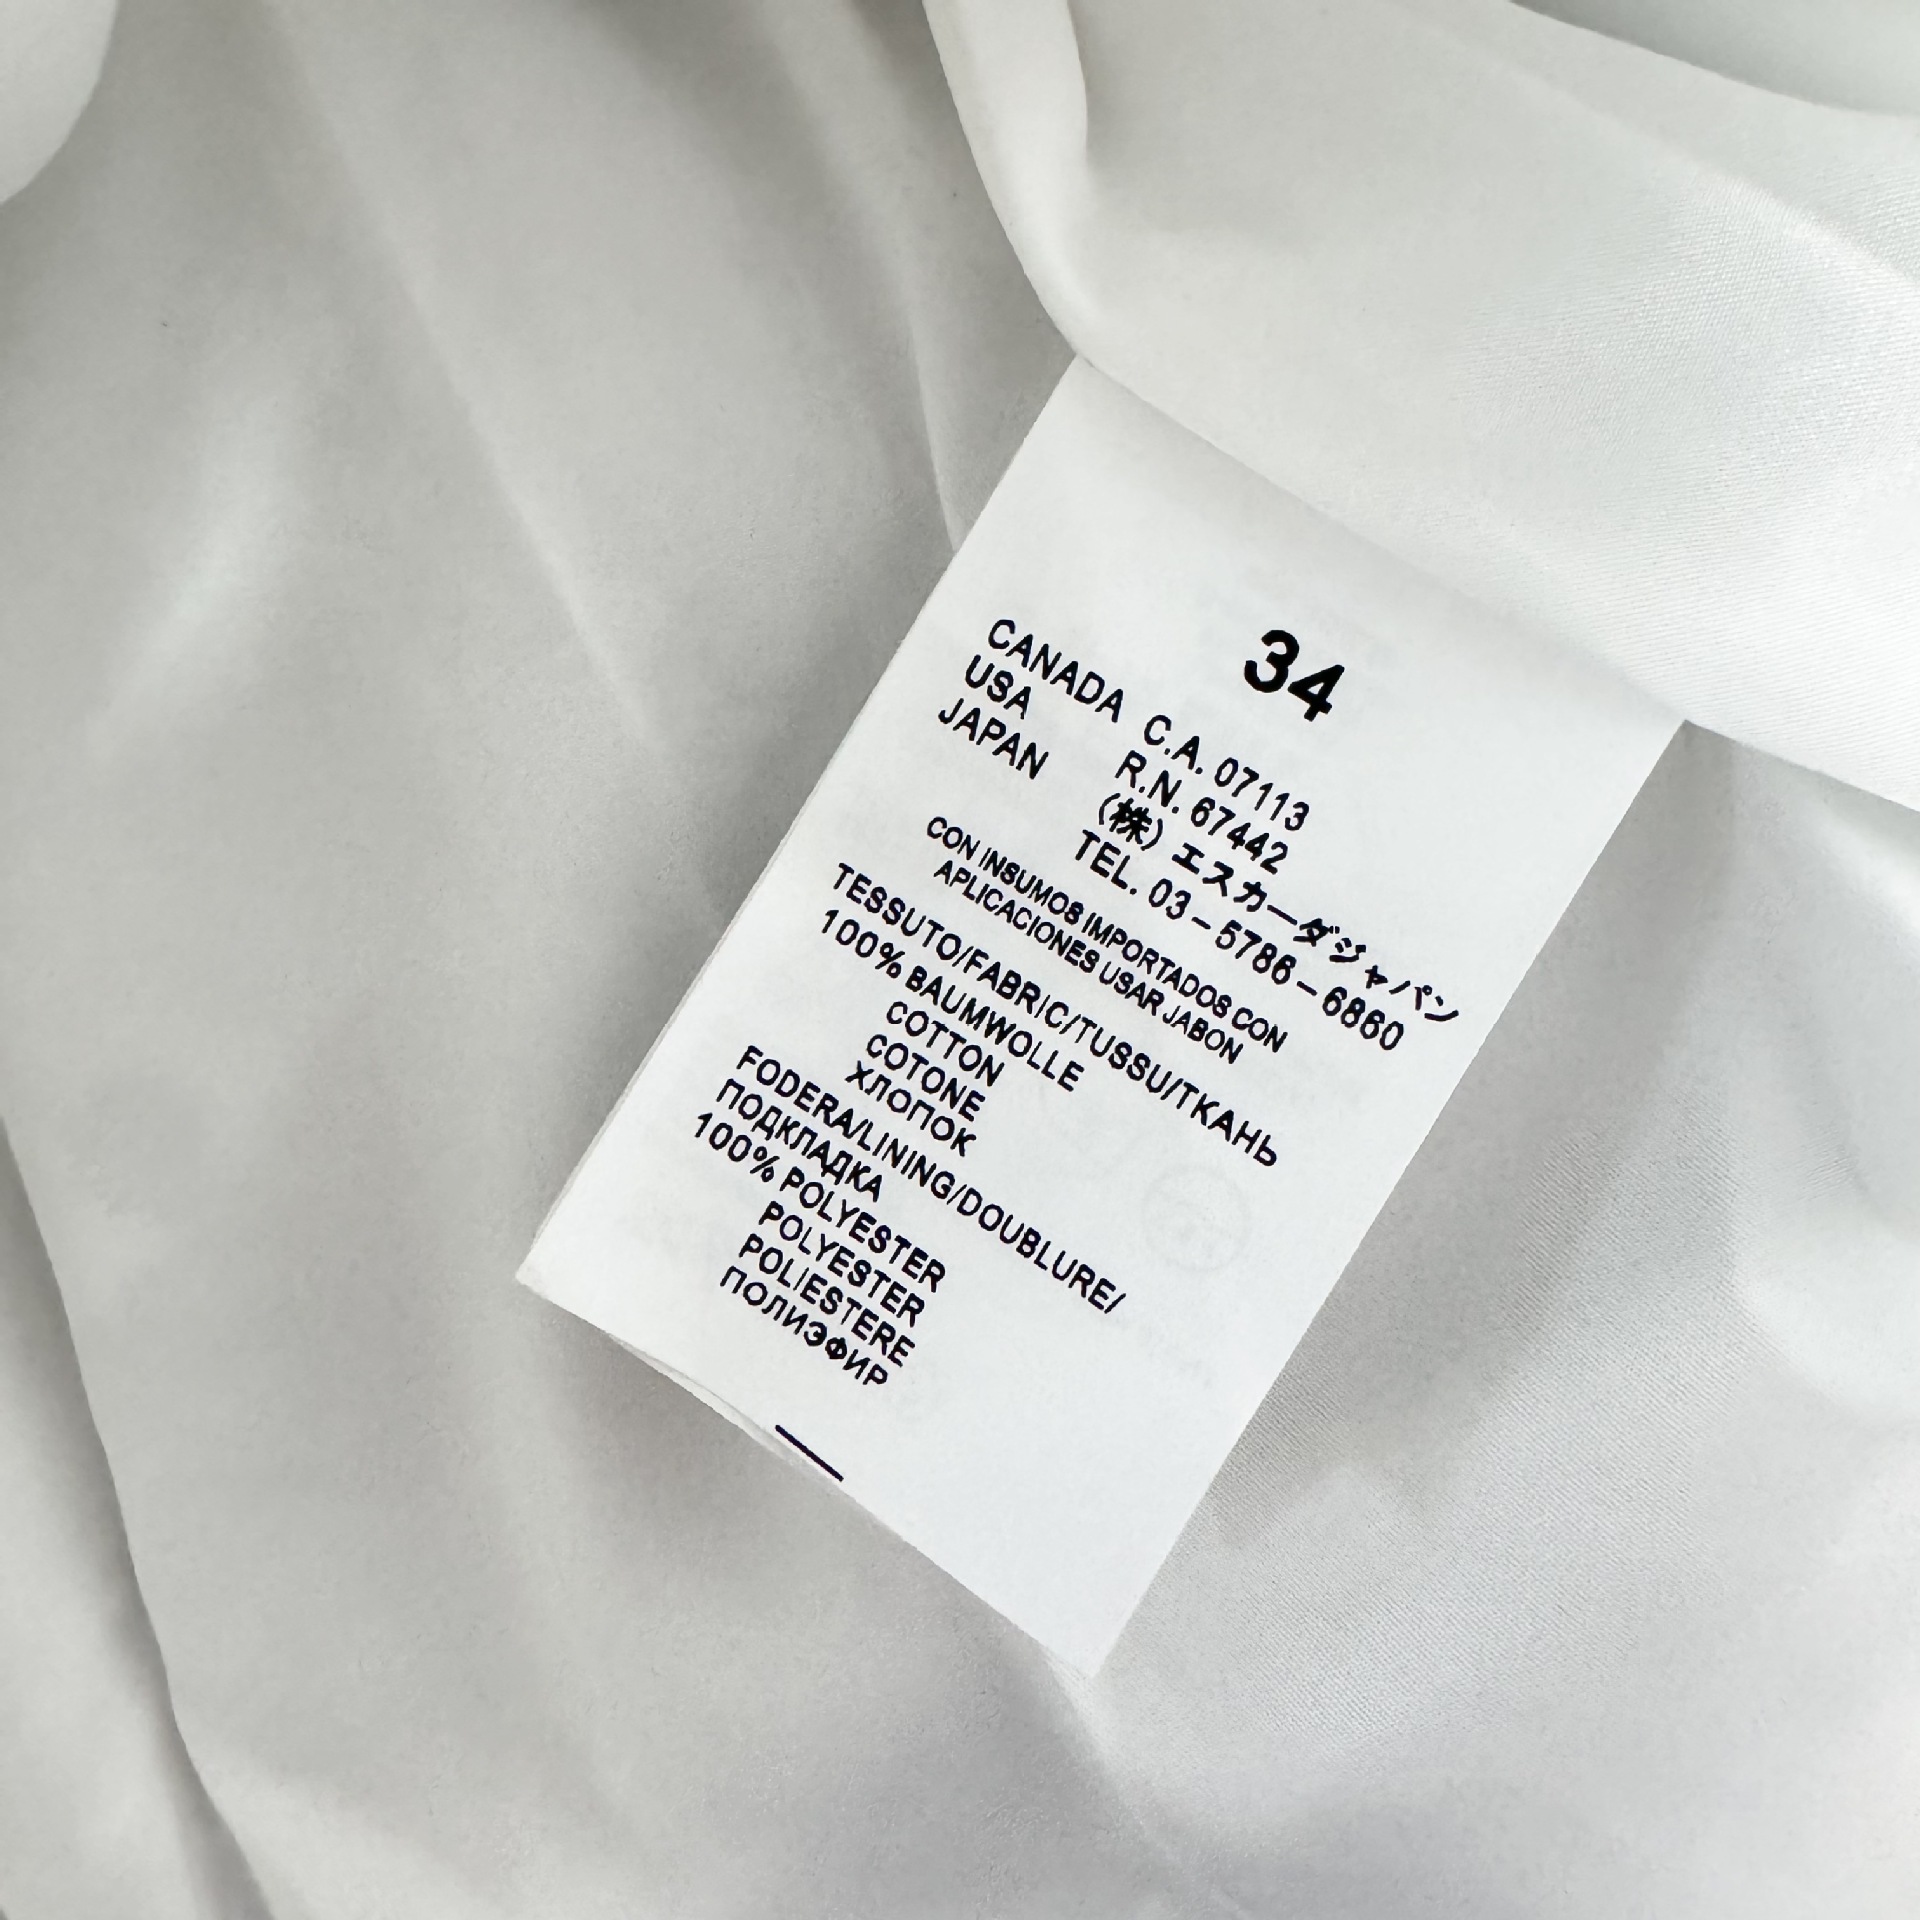 34
CANADA C.A. 07113
USA R.N. 67442
JAPAN (株) エスカーダジャパン
TEL. 03-5786-6860
CON INSUMOS IMPORTADOS CON
APLICACIONES USAR JABON
TESSUTO/FABRIC/TUSSU/ТКАНЬ
100% BAUMWOLLE
COTTON
COTONE
ХЛОПОК
FODERA/LINING/DOUBLURE/
ПОДКЛАДКА
100% POLYESTER
POLYESTER
POLIESTERE
ПОЛИЭФИР